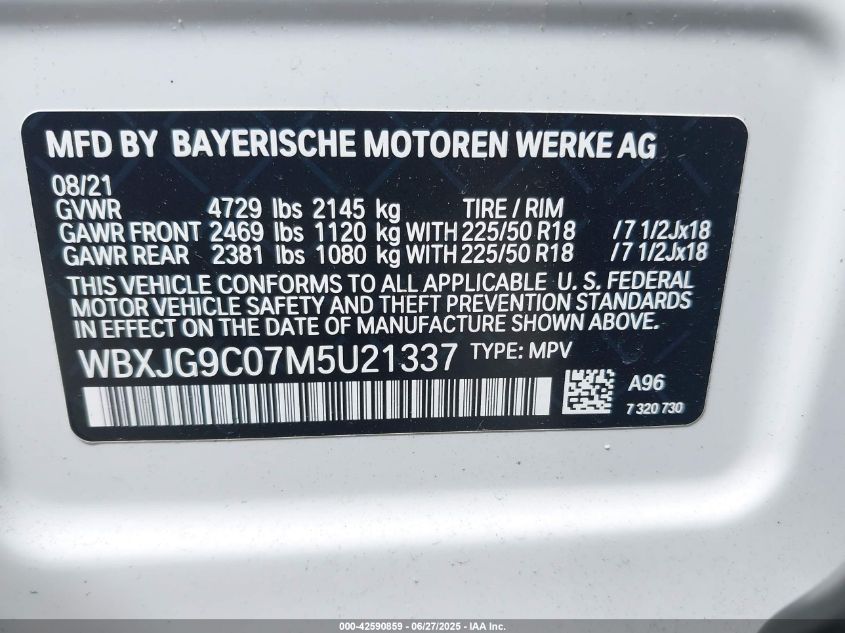 MFD BY BAYERISCHE MOTOREN WERKE AG
08/21
GVWR 4729 lbs 2145 kg TIRE / RIM
GAWR FRONT 2469 lbs 1120 kg WITH 225/50 R18 /7 1/2Jx18
GAWR REAR 2381 lbs 1080 kg WITH 225/50 R18 /7 1/2Jx18
THIS VEHICLE CONFORMS TO ALL APPLICABLE U. S. FEDERAL
MOTOR VEHICLE SAFETY AND THEFT PREVENTION STANDARDS
IN EFFECT ON THE DATE OF MANUFACTURE SHOWN ABOVE.
WBXJG9C07M5U21337 TYPE: MPV
A96
7 320 730
000-42590859 - 06/27/2025 - IAA Inc.